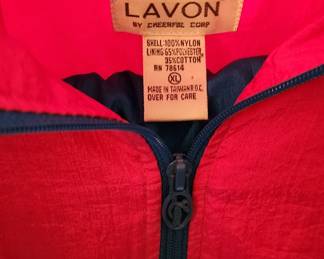 LAVON
BY CHEERFUL CORP
SHELL: 100% NYLON
LINING: 65% POLYESTER
35% COTTON
RN 78614
XL
MADE IN TAIWAN R.O.C.
OVER FOR CARE